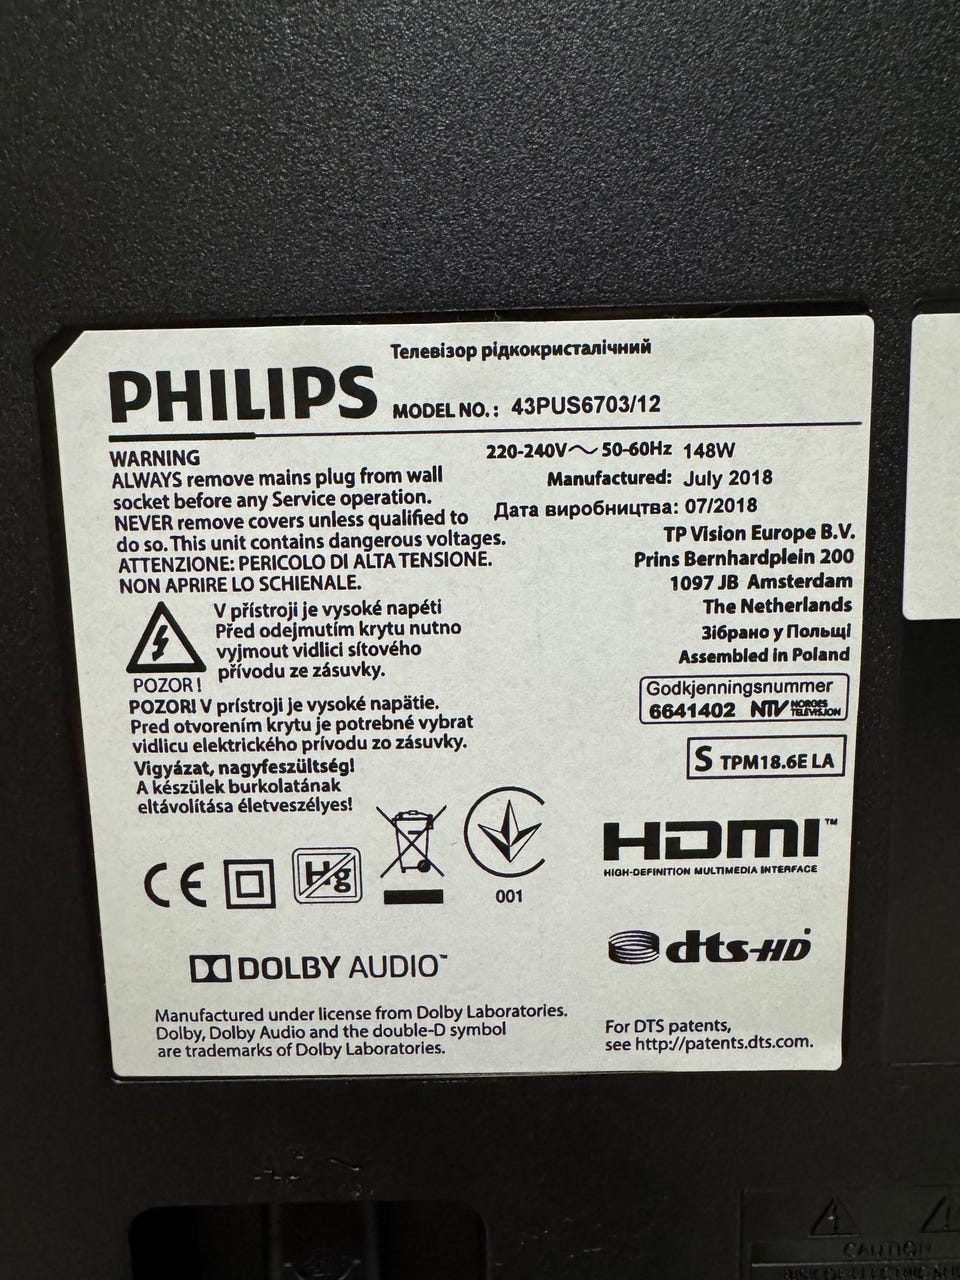 Телевізор рідкокристалічний
PHILIPS MODEL NO.: 43PUS6703/12
220-240V～50-60Hz 148W
Manufactured: July 2018
Дата виробництва: 07/2018
TP Vision Europe B.V.
Prins Bernhardplein 200
1097 JB Amsterdam
The Netherlands
Зібрано у Польщі
Assembled in Poland
WARNING
ALWAYS remove mains plug from wall
socket before any Service operation.
NEVER remove covers unless qualified to
do so. This unit contains dangerous voltages.
ATTENZIONE: PERICOLO DI ALTA TENSIONE.
NON APRIRE LO SCHIENALE.
V přístroji je vysoké napéti
Před odejmutím krytu nutno
vyjmout vidlici sítového
přívodu ze zásuvky.
POZOR!
POZOR! V prístroji je vysoké napätie.
Pred otvorením krytu je potrebné vybrat
vidlicu elektrického prívodu zo zásuvky.
Vigyázat, nagyfeszültség!
A készülek burkolatának
eltávolítása életveszélyes!
Godkjenningsnummer
6641402 NTV NORGES TELEVISJON
S TPM18.6E LA
CE
Hg
001
HDMI™
HIGH-DEFINITION MULTIMEDIA INTERFACE
dts-HD
DOLBY AUDIO™
Manufactured under license from Dolby Laboratories.
Dolby, Dolby Audio and the double-D symbol
are trademarks of Dolby Laboratories.
For DTS patents,
see http://patents.dts.com.
CAUTION